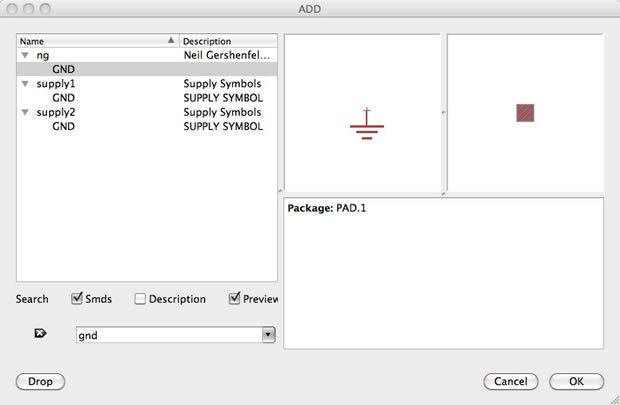 ADD
Name Description
ng Neil Gershenfel...
GND
supply1 Supply Symbols
GND SUPPLY SYMBOL
supply2 Supply Symbols
GND SUPPLY SYMBOL
Package: PAD.1
Search Smds Description Preview
gnd
Drop Cancel OK